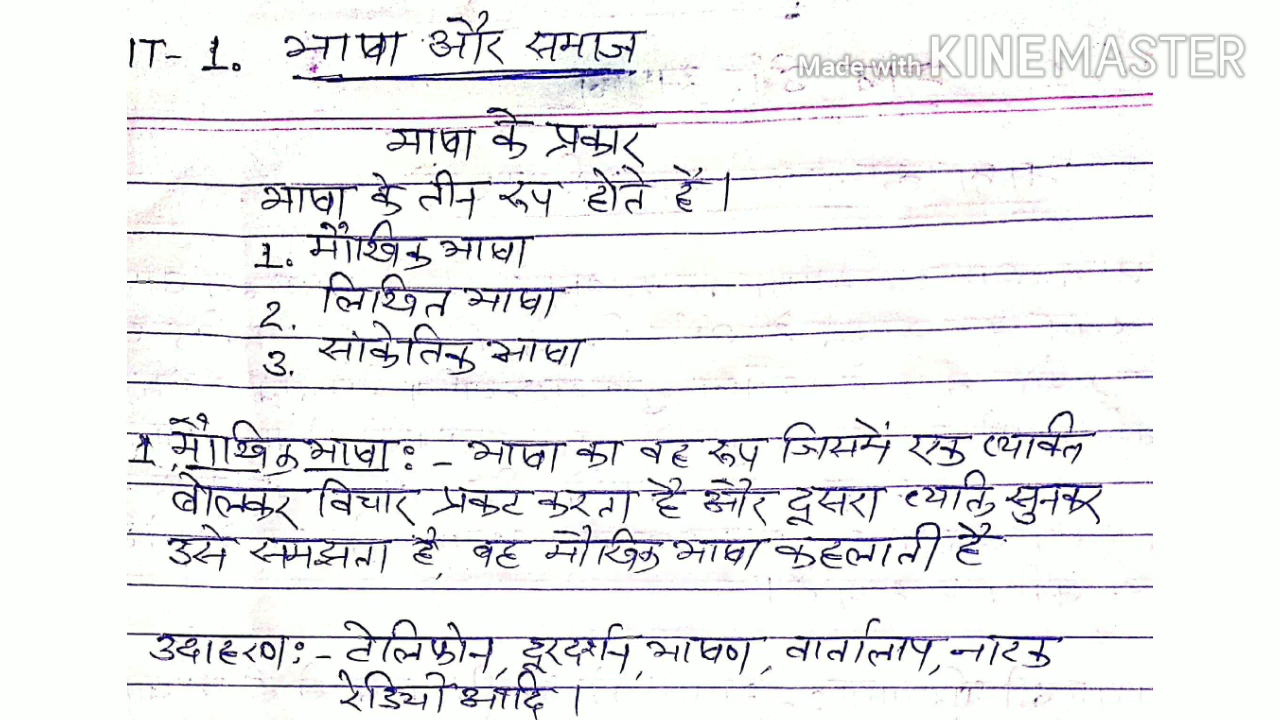 IT- 1. भाषा और समाज
Made with KINEMASTER
भाषा के प्रकार
भाषा के तीन रूप होंते हैं।
1. मौखिक भाषा
2. लिखित भाषा
3. सांकेतिक भाषा
1 मौखिक भाषा :- भाषा का वह रूप जिसमें एक व्यक्ति
बोलकर विचार प्रकट करता है और दूसरा व्यक्ति सुनकर
उसे समझता है, वह मौखिक भाषा कहलाती है
उदाहरण :- टेलिफोन, दूरदर्शन, भाषण, वार्तालाप, नाटक
रेडियो आदि।